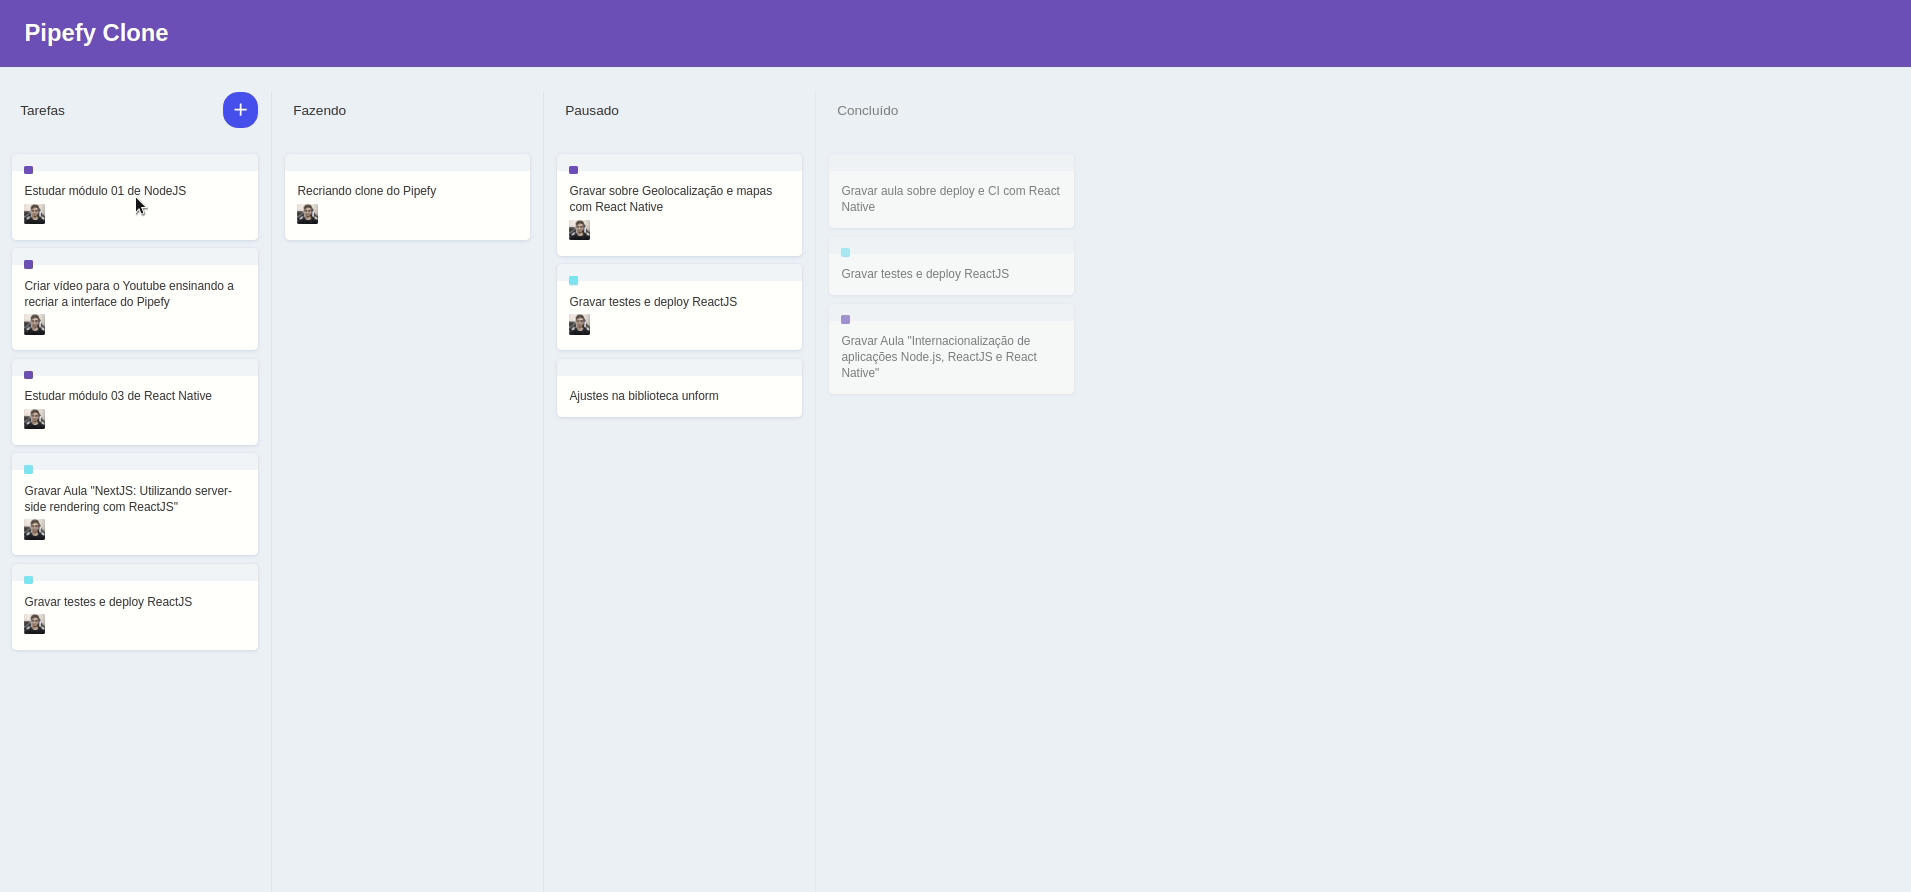 Pipefy Clone
Tarefas
Estudar módulo 01 de NodeJS
Criar vídeo para o Youtube ensinando a
recriar a interface do Pipefy
Estudar módulo 03 de React Native
Gravar Aula "NextJS: Utilizando server-
side rendering com ReactJS"
Gravar testes e deploy ReactJS
Fazendo
Recriando clone do Pipefy
Pausado
Gravar sobre Geolocalização e mapas
com React Native
Gravar testes e deploy ReactJS
Ajustes na biblioteca unform
Concluído
Gravar aula sobre deploy e CI com React
Native
Gravar testes e deploy ReactJS
Gravar Aula "Internacionalização de
aplicações Node.js, ReactJS e React
Native"